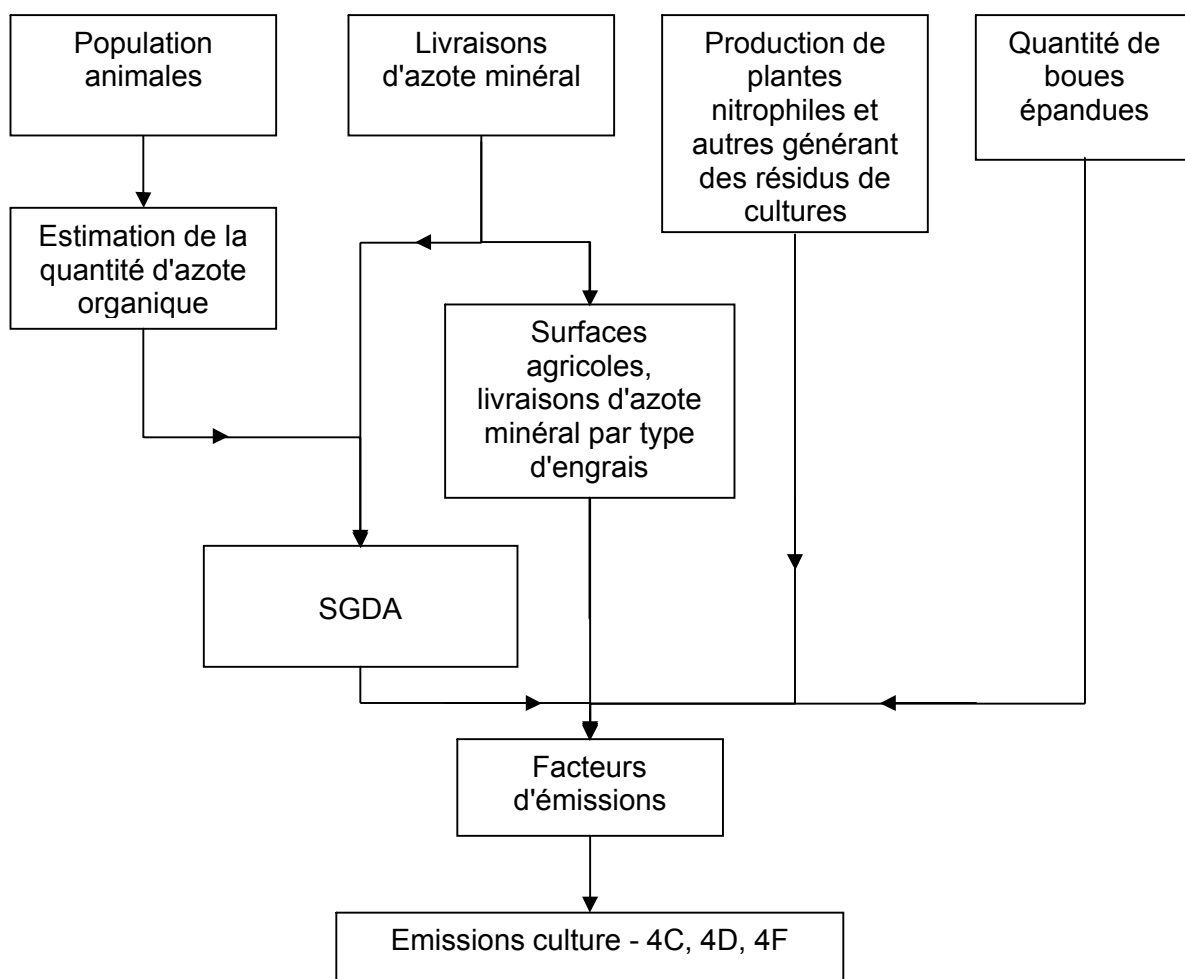 Population
animales
Livraisons
d'azote minéral
Production de
plantes
nitrophiles et
autres générant
des résidus de
cultures
Quantité de
boues
épandues
Estimation de la
quantité d'azote
organique
Surfaces
agricoles,
livraisons d'azote
minéral par type
d'engrais
SGDA
Facteurs
d'émissions
Emissions culture - 4C, 4D, 4F